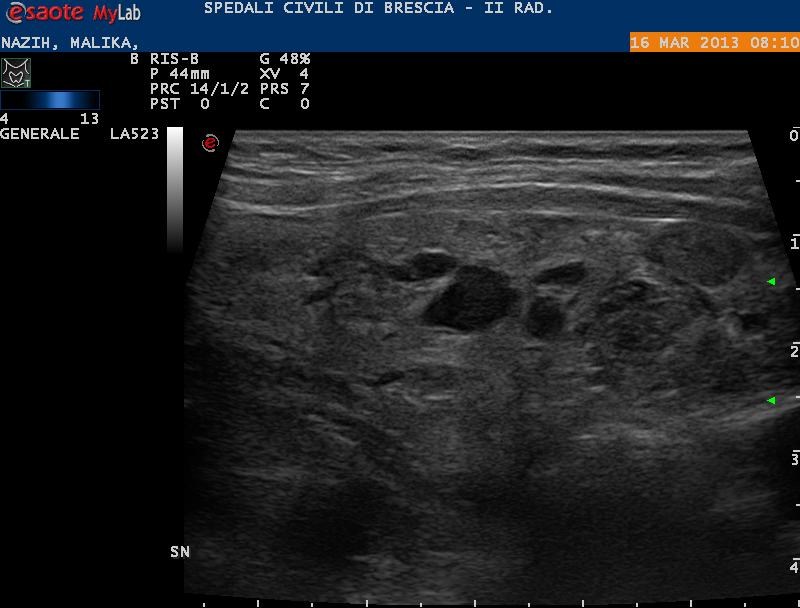 esaote MyLab
SPEDALI CIVILI DI BRESCIA - II RAD.
NAZIH, MALIKA,
16 MAR 2013 08:10
B RIS-B G 48%
P 44mm XV 4
PRC 14/1/2 PRS 7
PST 0 C 0
T
4 13
GENERALE LA523
e
0
1
2
3
SN
4